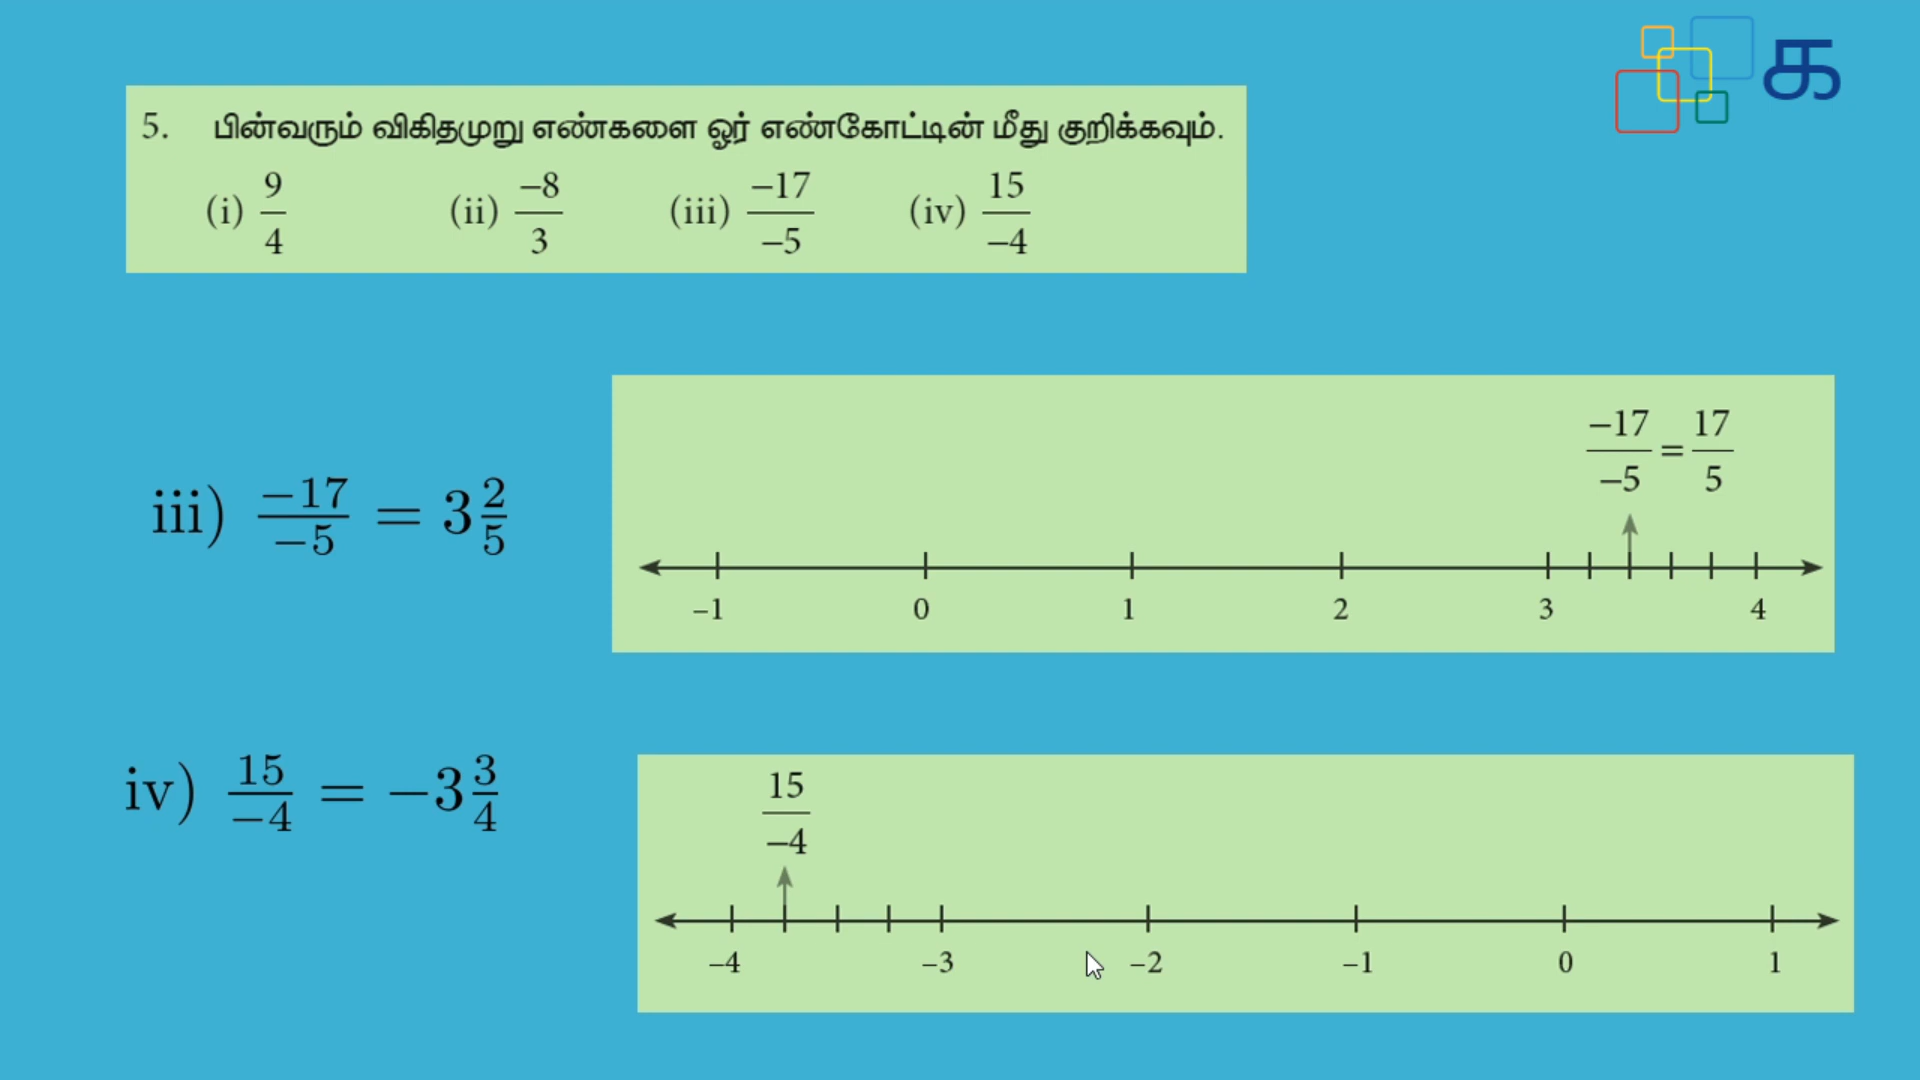 க
5. பின்வரும் விகிதமுறு எண்களை ஓர் எண்கோட்டின் மீது குறிக்கவும்.
(i) 9/4 (ii) –8/3 (iii) –17/–5 (iv) 15/–4
–17/–5 = 17/5
iii) −17/−5 = 3 2/5
–1 0 1 2 3 4
15/–4
iv) 15/−4 = −3 3/4
–4 –3 –2 –1 0 1